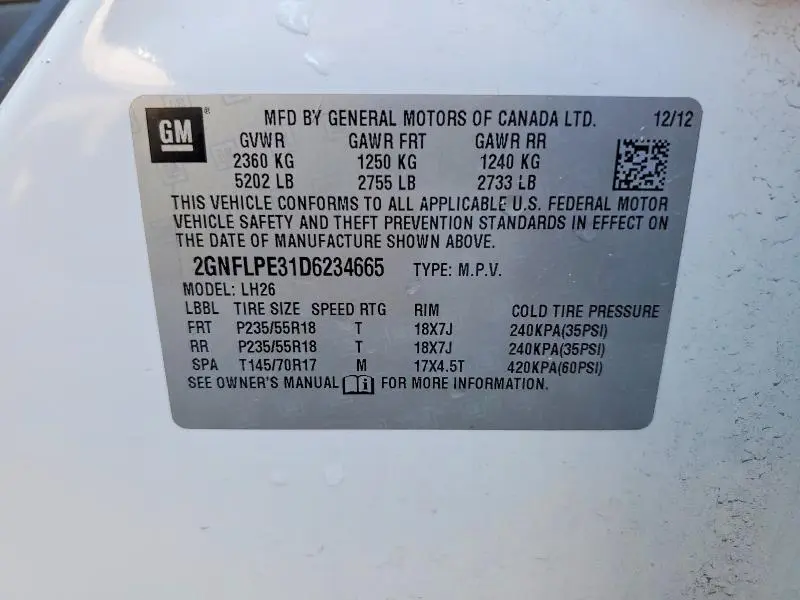 GM ® MFD BY GENERAL MOTORS OF CANADA LTD. 12/12
GVWR GAWR FRT GAWR RR
2360 KG 1250 KG 1240 KG
5202 LB 2755 LB 2733 LB
THIS VEHICLE CONFORMS TO ALL APPLICABLE U.S. FEDERAL MOTOR
VEHICLE SAFETY AND THEFT PREVENTION STANDARDS IN EFFECT ON
THE DATE OF MANUFACTURE SHOWN ABOVE.
2GNFLPE31D6234665 TYPE: M.P.V.
MODEL: LH26
LBBL TIRE SIZE SPEED RTG RIM COLD TIRE PRESSURE
FRT P235/55R18 T 18X7J 240KPA(35PSI)
RR P235/55R18 T 18X7J 240KPA(35PSI)
SPA T145/70R17 M 17X4.5T 420KPA(60PSI)
SEE OWNER'S MANUAL i FOR MORE INFORMATION.